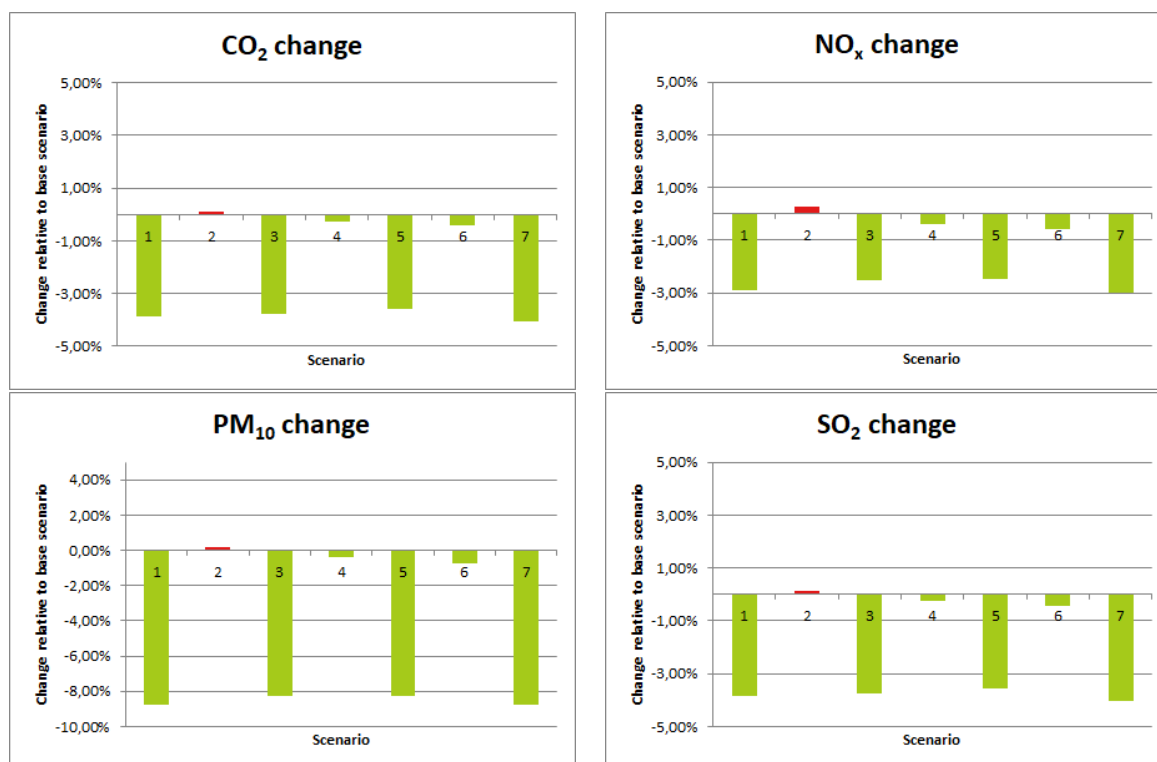 CO₂ change
Change relative to base scenario
5,00%
3,00%
1,00%
-1,00%
-3,00%
-5,00%
1 2 3 4 5 6 7
Scenario
NOₓ change
Change relative to base scenario
5,00%
3,00%
1,00%
-1,00%
-3,00%
-5,00%
1 2 3 4 5 6 7
Scenario
PM₁₀ change
Change relative to base scenario
4,00%
2,00%
0,00%
-2,00%
-4,00%
-6,00%
-8,00%
-10,00%
1 2 3 4 5 6 7
Scenario
SO₂ change
Change relative to base scenario
5,00%
3,00%
1,00%
-1,00%
-3,00%
-5,00%
1 2 3 4 5 6 7
Scenario